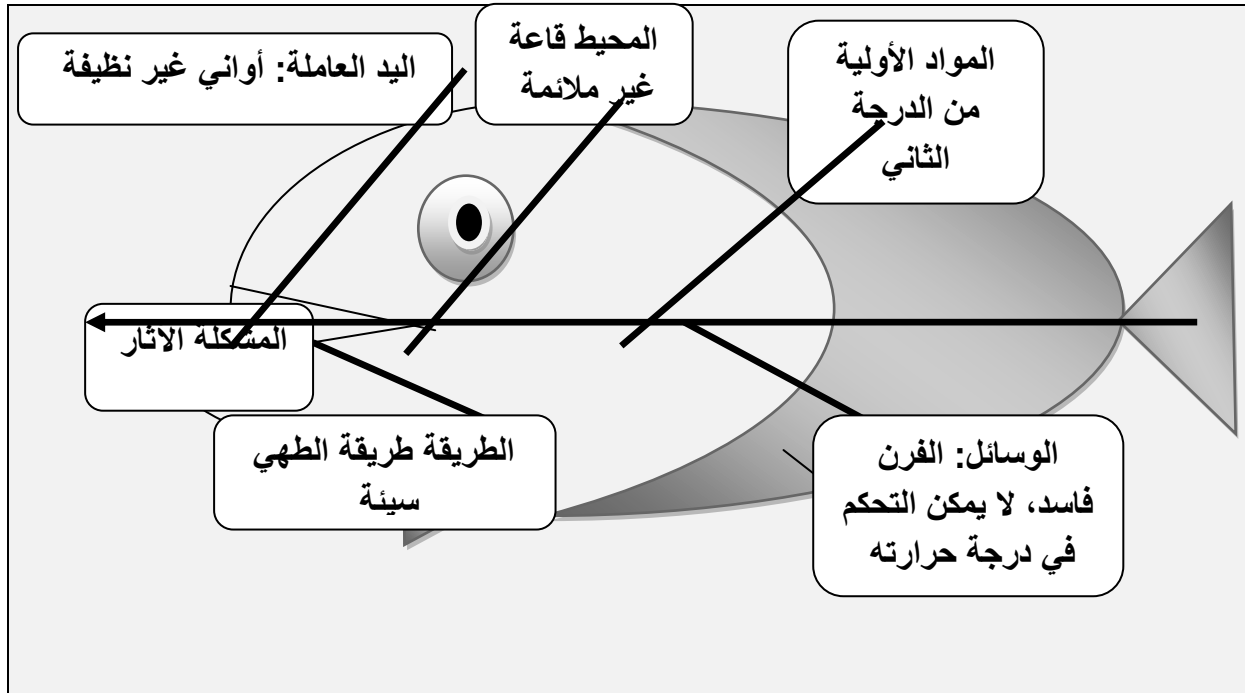 المواد الأولية
من الدرجة
الثاني
المحيط قاعة
غير ملائمة
اليد العاملة: أواني غير نظيفة
المشكلة الاثار
الوسائل: الفرن
فاسد، لا يمكن التحكم
في درجة حرارته
الطريقة طريقة الطهي
سيئة